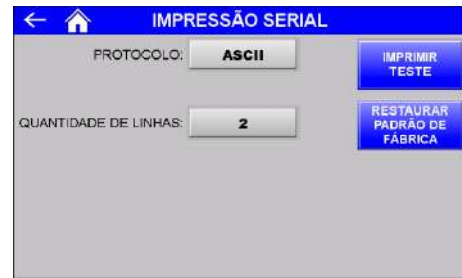 IMPRESSÃO SERIAL
PROTOCOLO: ASCII
IMPRIMIR
TESTE
QUANTIDADE DE LINHAS: 2
RESTAURAR
PADRÃO DE
FÁBRICA